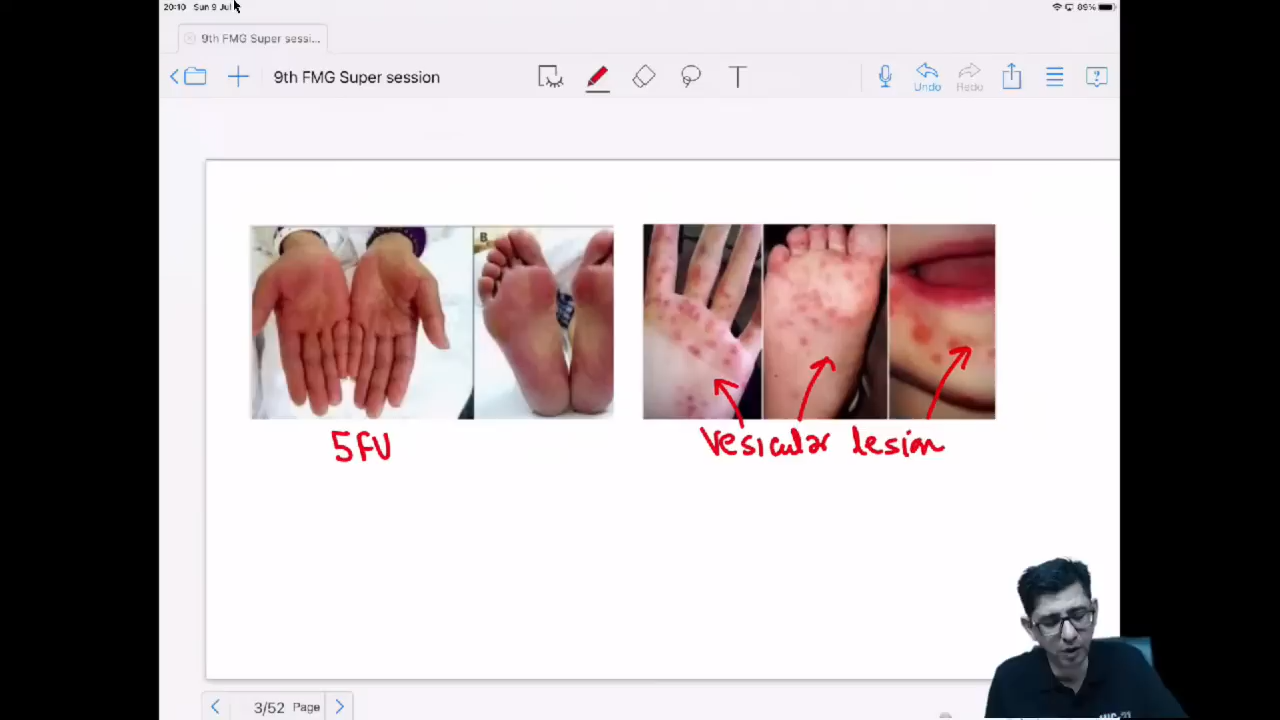 20:10 Sun 9 Jul
89%
9th FMG Super sessi...
9th FMG Super session
T
Undo
Redo
B
5FU
Vesicular lesion
3/52 Page